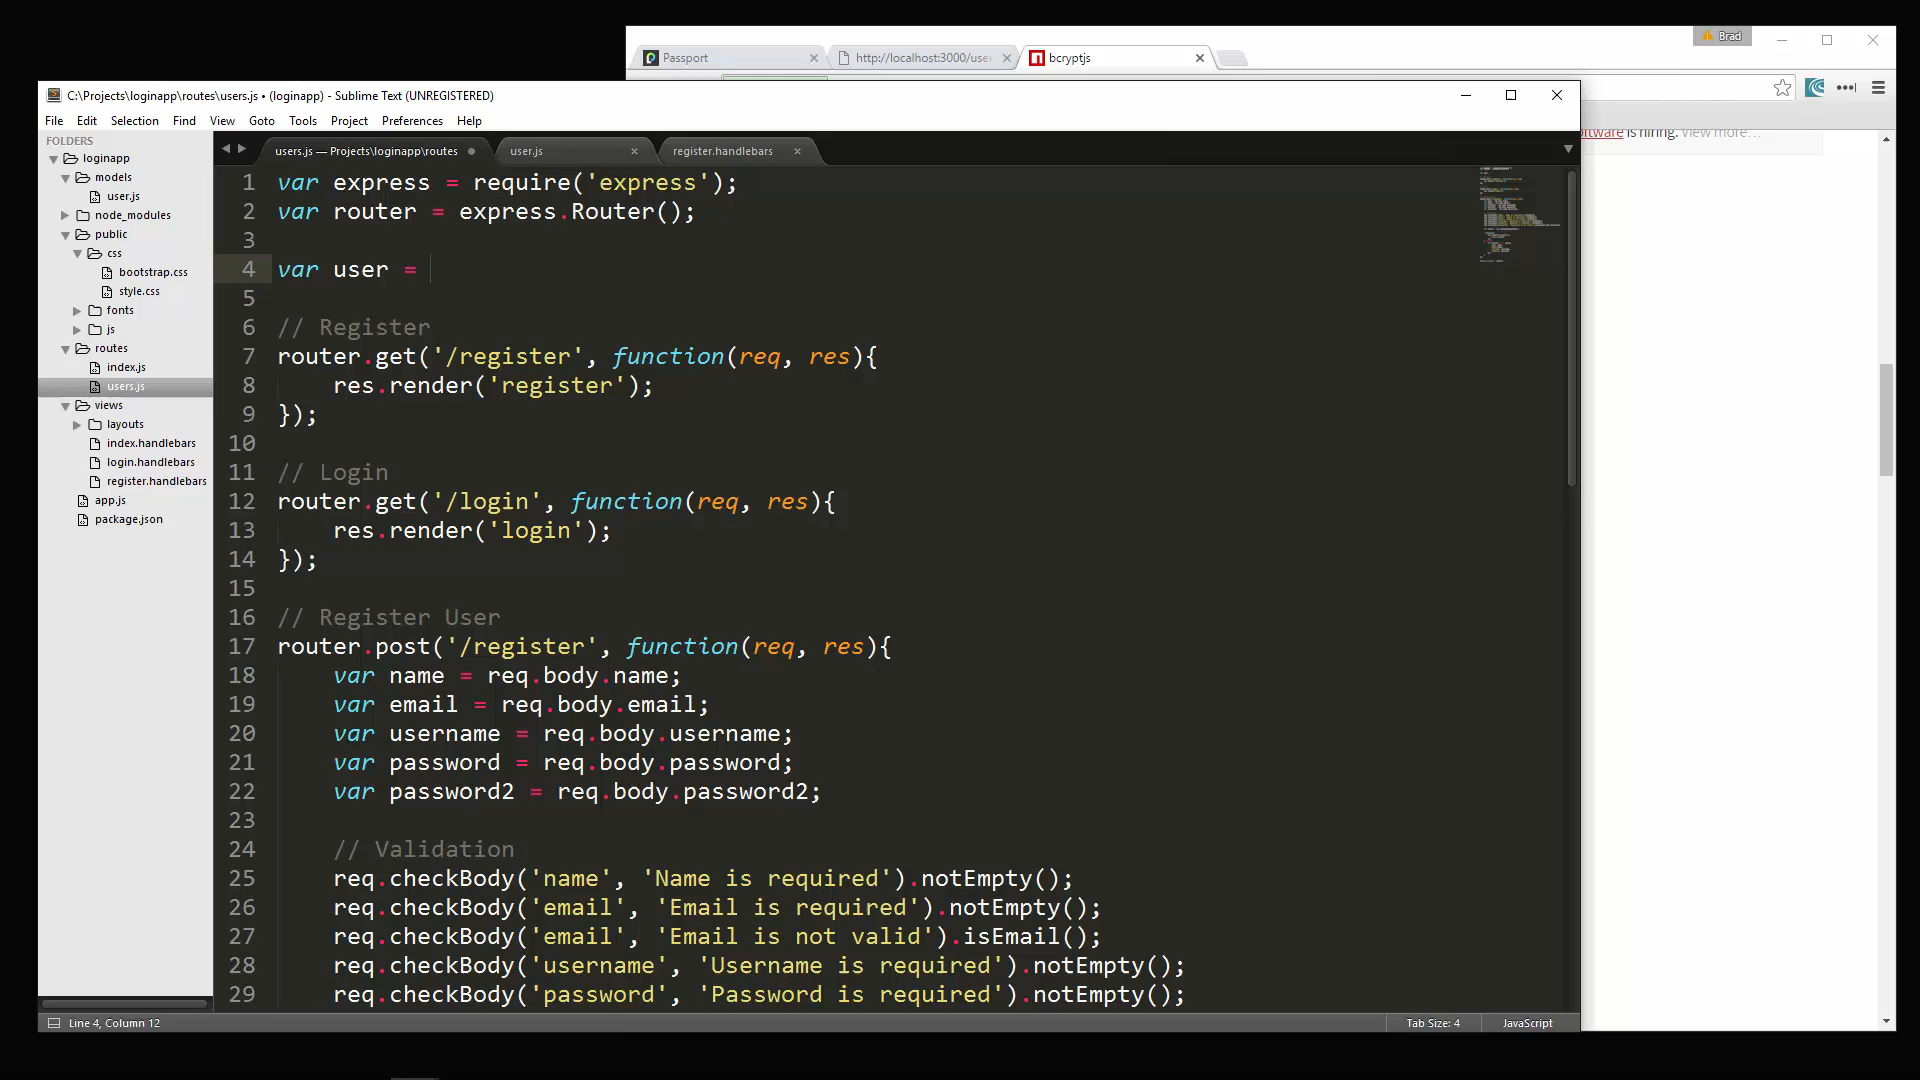 Brad
Passport
http://localhost:3000/use
bcryptjs
C:\Projects\loginapp\routes\users.js • (loginapp) - Sublime Text (UNREGISTERED)
File Edit Selection Find View Goto Tools Project Preferences Help
software is hiring. View more…
FOLDERS
loginapp
models
user.js
node_modules
public
css
bootstrap.css
style.css
fonts
js
routes
index.js
users.js
views
layouts
index.handlebars
login.handlebars
register.handlebars
app.js
package.json
users.js — Projects\loginapp\routes
user.js
register.handlebars
1 var express = require('express');
2 var router = express.Router();
3
4 var user =
5
6 // Register
7 router.get('/register', function(req, res){
8 res.render('register');
9 });
10
11 // Login
12 router.get('/login', function(req, res){
13 res.render('login');
14 });
15
16 // Register User
17 router.post('/register', function(req, res){
18 var name = req.body.name;
19 var email = req.body.email;
20 var username = req.body.username;
21 var password = req.body.password;
22 var password2 = req.body.password2;
23
24 // Validation
25 req.checkBody('name', 'Name is required').notEmpty();
26 req.checkBody('email', 'Email is required').notEmpty();
27 req.checkBody('email', 'Email is not valid').isEmail();
28 req.checkBody('username', 'Username is required').notEmpty();
29 req.checkBody('password', 'Password is required').notEmpty();
Line 4, Column 12
Tab Size: 4
JavaScript